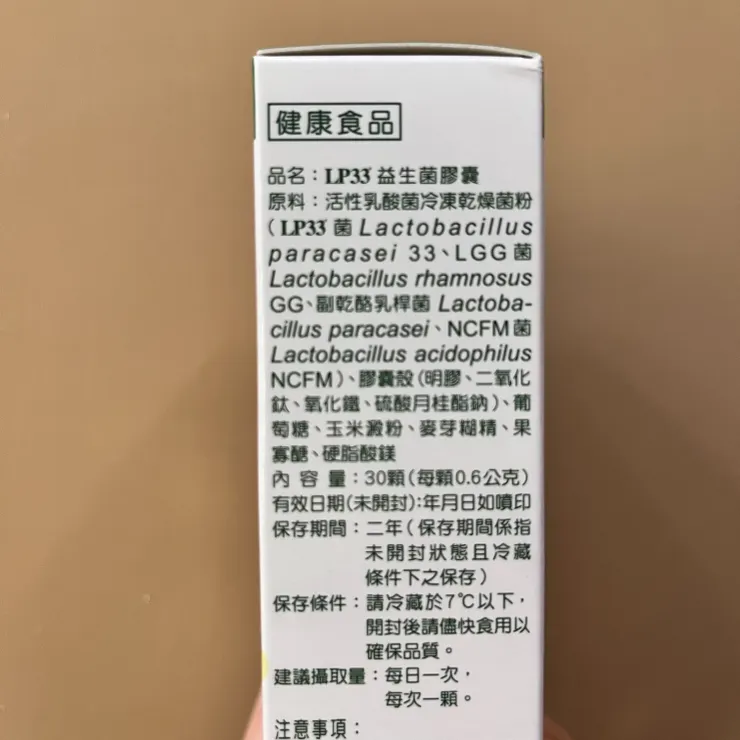 健康食品
品名：LP33 益生菌膠囊
原料：活性乳酸菌冷凍乾燥菌粉
（LP33 菌 Lactobacillus
paracasei 33、LGG 菌
Lactobacillus rhamnosus
GG、副乾酪乳桿菌 Lactoba-
cillus paracasei、NCFM 菌
Lactobacillus acidophilus
NCFM）、膠囊殼（明膠、二氧化
鈦、氧化鐵、硫酸月桂酯鈉）、葡
萄糖、玉米澱粉、麥芽糊精、果
寡醣、硬脂酸鎂
內容量：30顆（每顆0.6公克）
有效日期(未開封)：年月日如噴印
保存期間：二年（保存期間係指
未開封狀態且冷藏
條件下之保存）
保存條件：請冷藏於7℃以下，
開封後請儘快食用以
確保品質。
建議攝取量：每日一次，
每次一顆。
注意事項：